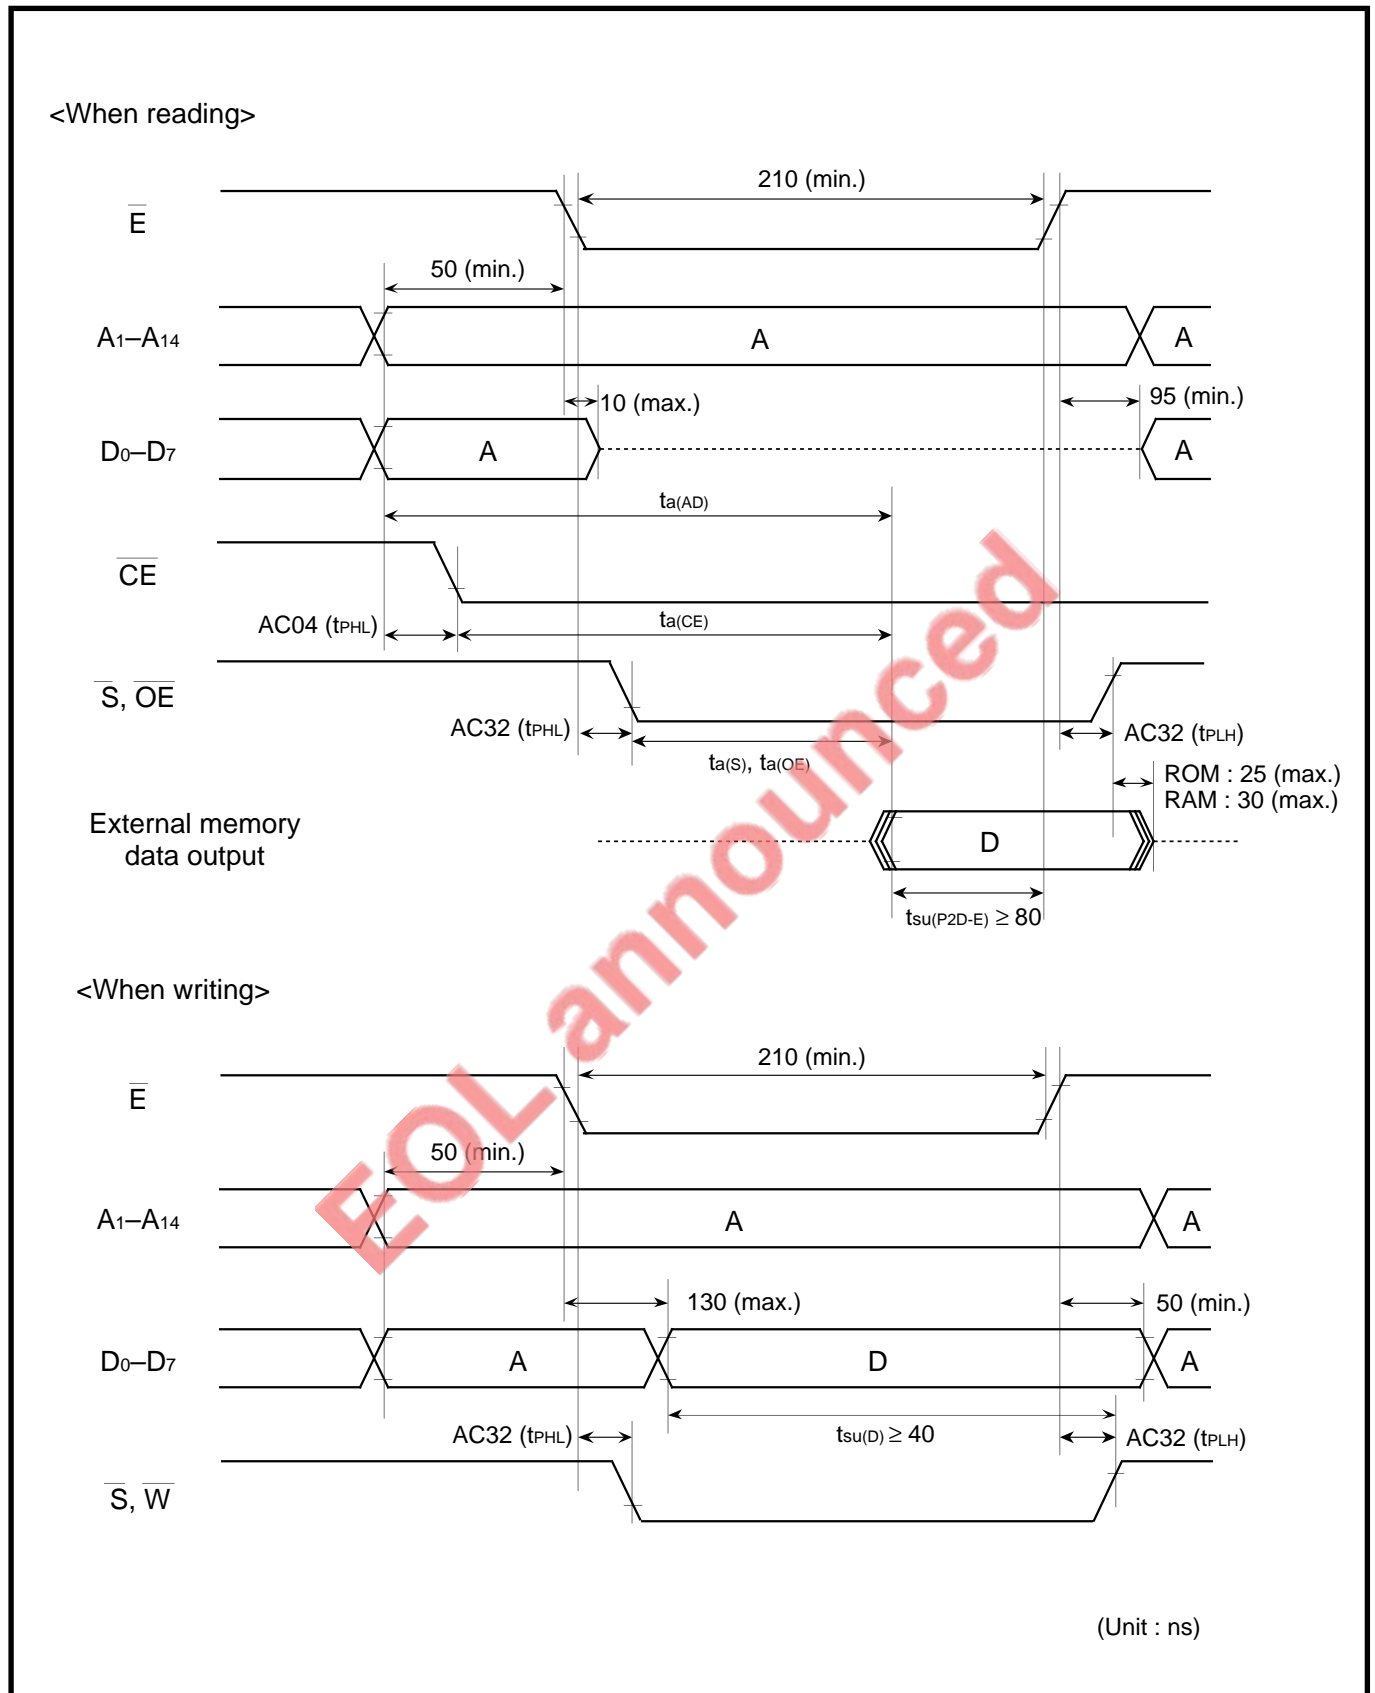 <When reading>
210 (min.)
E
50 (min.)
A1–A14
A
A
10 (max.)
95 (min.)
D0–D7
A
A
ta(AD)
CE
AC04 (tPHL)
ta(CE)
S, OE
AC32 (tPHL)
AC32 (tPLH)
ta(S), ta(OE)
ROM : 25 (max.)
RAM : 30 (max.)
External memory
data output
D
tsu(P2D-E) ≥ 80
<When writing>
210 (min.)
E
50 (min.)
A1–A14
A
A
130 (max.)
50 (min.)
D0–D7
A
D
A
AC32 (tPHL)
tsu(D) ≥ 40
AC32 (tPLH)
S, W
(Unit : ns)
EOL announced